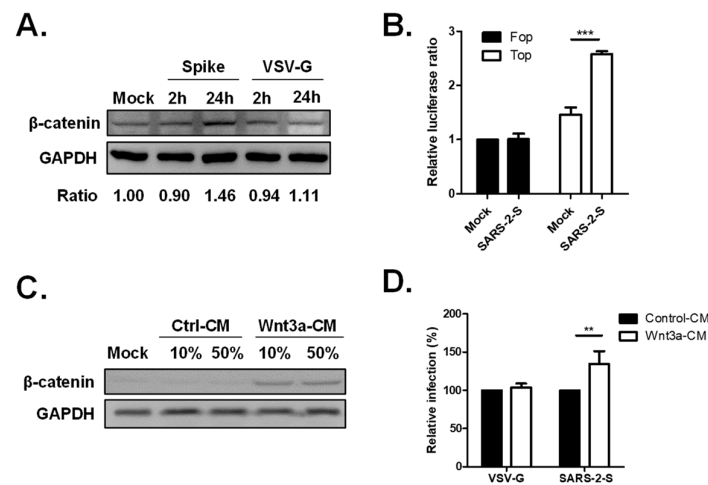 A.
Spike VSV-G
Mock 2h 24h 2h 24h
β-catenin
GAPDH
Ratio 1.00 0.90 1.46 0.94 1.11
B.
Fop
Top
***
Relative luciferase ratio
3
2
1
0
Mock
SARS-2-S
Mock
SARS-2-S
C.
Ctrl-CM Wnt3a-CM
Mock 10% 50% 10% 50%
β-catenin
GAPDH
D.
Control-CM
Wnt3a-CM
**
Relative infection (%)
200
150
100
50
0
VSV-G SARS-2-S